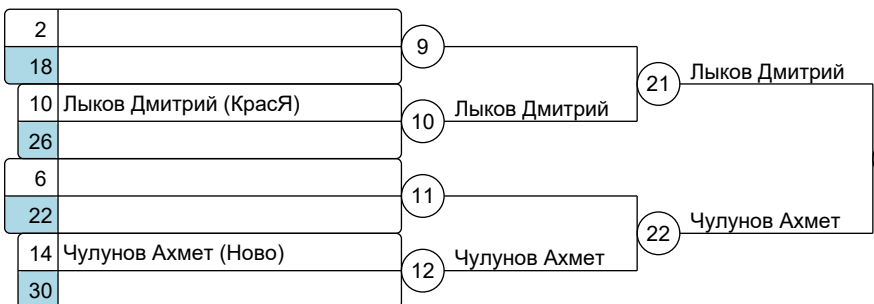 2
9
18
21 Лыков Дмитрий
10 Лыков Дмитрий (КрасЯ)
10 Лыков Дмитрий
26
6
11
22
22 Чулунов Ахмет
14 Чулунов Ахмет (Ново)
12 Чулунов Ахмет
30